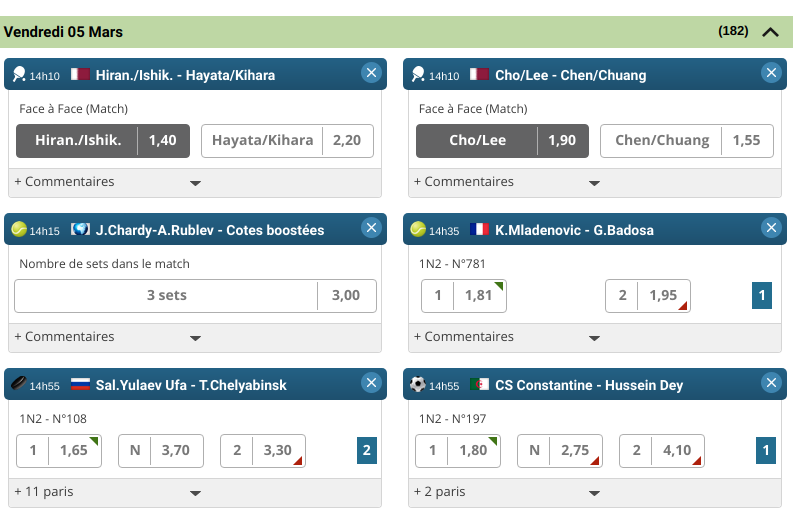 Vendredi 05 Mars (182)
14h10 Hiran./Ishik. - Hayata/Kihara
Face à Face (Match)
Hiran./Ishik. 1,40 Hayata/Kihara 2,20
+ Commentaires
14h10 Cho/Lee - Chen/Chuang
Face à Face (Match)
Cho/Lee 1,90 Chen/Chuang 1,55
+ Commentaires
14h15 J.Chardy-A.Rublev - Cotes boostées
Nombre de sets dans le match
3 sets 3,00
+ Commentaires
14h35 K.Mladenovic - G.Badosa
1N2 - N°781
1 1,81 2 1,95 1
+ Commentaires
14h55 Sal.Yulaev Ufa - T.Chelyabinsk
1N2 - N°108
1 1,65 N 3,70 2 3,30 2
+ 11 paris
14h55 CS Constantine - Hussein Dey
1N2 - N°197
1 1,80 N 2,75 2 4,10 1
+ 2 paris